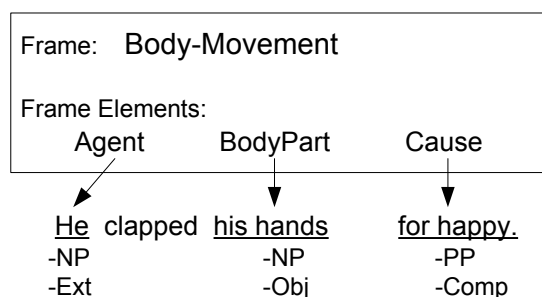 Frame: Body-Movement
Frame Elements:
Agent BodyPart Cause
He clapped his hands for happy.
-NP -NP -PP
-Ext -Obj -Comp